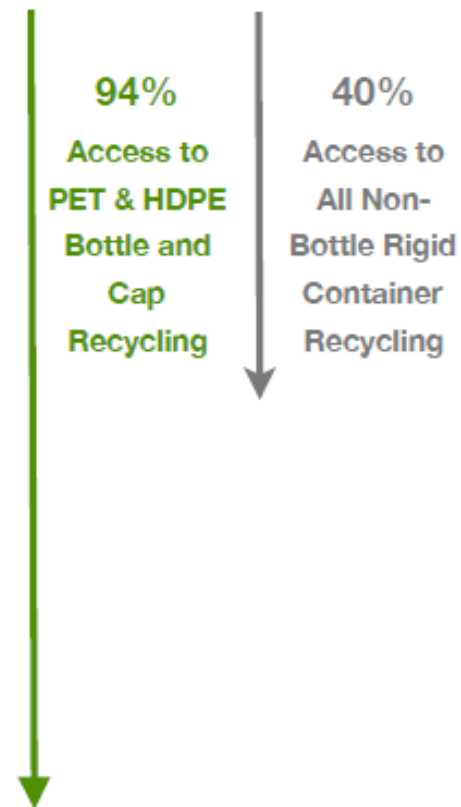 94%
Access to
PET & HDPE
Bottle and
Cap
Recycling
40%
Access to
All Non-
Bottle Rigid
Container
Recycling